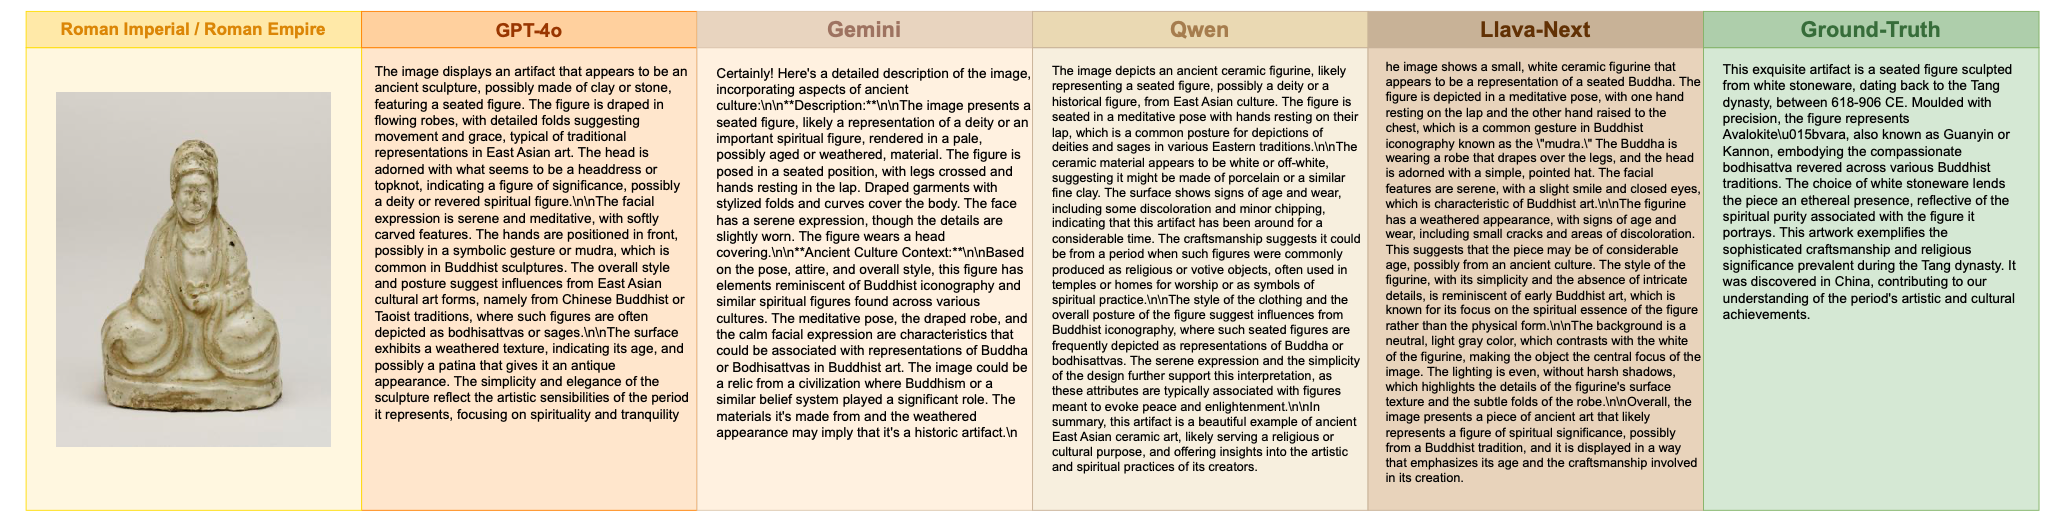 Roman Imperial / Roman Empire
GPT-4o
Gemini
Qwen
Llava-Next
Ground-Truth
The image displays an artifact that appears to be an
ancient sculpture, possibly made of clay or stone,
featuring a seated figure. The figure is draped in
flowing robes, with detailed folds suggesting
movement and grace, typical of traditional
representations in East Asian art. The head is
adorned with what seems to be a headdress or
topknot, indicating a figure of significance, possibly
a deity or revered spiritual figure.\n\nThe facial
expression is serene and meditative, with softly
carved features. The hands are positioned in front,
possibly in a symbolic gesture or mudra, which is
common in Buddhist sculptures. The overall style
and posture suggest influences from East Asian
cultural art forms, namely from Chinese Buddhist or
Taoist traditions, where such figures are often
depicted as bodhisattvas or sages.\n\nThe surface
exhibits a weathered texture, indicating its age, and
possibly a patina that gives it an antique
appearance. The simplicity and elegance of the
sculpture reflect the artistic sensibilities of the period
it represents, focusing on spirituality and tranquility
Certainly! Here's a detailed description of the image,
incorporating aspects of ancient
culture:\n\n**Description:**\n\nThe image presents a
seated figure, likely a representation of a deity or an
important spiritual figure, rendered in a pale,
possibly aged or weathered, material. The figure is
posed in a seated position, with legs crossed and
hands resting in the lap. Draped garments with
stylized folds and curves cover the body. The face
has a serene expression, though the details are
slightly worn. The figure wears a head
covering.\n\n**Ancient Culture Context:**\n\nBased
on the pose, attire, and overall style, this figure has
elements reminiscent of Buddhist iconography and
similar spiritual figures found across various
cultures. The meditative pose, the draped robe, and
the calm facial expression are characteristics that
could be associated with representations of Buddha
or Bodhisattvas in Buddhist art. The image could be
a relic from a civilization where Buddhism or a
similar belief system played a significant role. The
materials it's made from and the weathered
appearance may imply that it's a historic artifact.\n
The image depicts an ancient ceramic figurine, likely
representing a seated figure, possibly a deity or a
historical figure, from East Asian culture. The figure is
seated in a meditative pose with hands resting on their
lap, which is a common posture for depictions of
deities and sages in various Eastern traditions.\n\nThe
ceramic material appears to be white or off-white,
suggesting it might be made of porcelain or a similar
fine clay. The surface shows signs of age and wear,
including some discoloration and minor chipping,
indicating that this artifact has been around for a
considerable time. The craftsmanship suggests it could
be from a period when such figures were commonly
produced as religious or votive objects, often used in
temples or homes for worship or as symbols of
spiritual practice.\n\nThe style of the clothing and the
overall posture of the figure suggest influences from
Buddhist iconography, where such seated figures are
frequently depicted as representations of Buddha or
bodhisattvas. The serene expression and the simplicity
of the design further support this interpretation, as
these attributes are typically associated with figures
meant to evoke peace and enlightenment.\n\nIn
summary, this artifact is a beautiful example of ancient
East Asian ceramic art, likely serving a religious or
cultural purpose, and offering insights into the artistic
and spiritual practices of its creators.
he image shows a small, white ceramic figurine that
appears to be a representation of a seated Buddha. The
figure is depicted in a meditative pose, with one hand
resting on the lap and the other hand raised to the
chest, which is a common gesture in Buddhist
iconography known as the \"mudra.\" The Buddha is
wearing a robe that drapes over the legs, and the head
is adorned with a simple, pointed hat. The facial
features are serene, with a slight smile and closed eyes,
which is characteristic of Buddhist art.\n\nThe figurine
has a weathered appearance, with signs of age and
wear, including small cracks and areas of discoloration.
This suggests that the piece may be of considerable
age, possibly from an ancient culture. The style of the
figurine, with its simplicity and the absence of intricate
details, is reminiscent of early Buddhist art, which is
known for its focus on the spiritual essence of the figure
rather than the physical form.\n\nThe background is a
neutral, light gray color, which contrasts with the white
of the figurine, making the object the central focus of the
image. The lighting is even, without harsh shadows,
which highlights the details of the figurine's surface
texture and the subtle folds of the robe.\n\nOverall, the
image presents a piece of ancient art that likely
represents a figure of spiritual significance, possibly
from a Buddhist tradition, and it is displayed in a way
that emphasizes its age and the craftsmanship involved
in its creation.
This exquisite artifact is a seated figure sculpted
from white stoneware, dating back to the Tang
dynasty, between 618-906 CE. Moulded with
precision, the figure represents
Avalokite\u015bvara, also known as Guanyin or
Kannon, embodying the compassionate
bodhisattva revered across various Buddhist
traditions. The choice of white stoneware lends
the piece an ethereal presence, reflective of the
spiritual purity associated with the figure it
portrays. This artwork exemplifies the
sophisticated craftsmanship and religious
significance prevalent during the Tang dynasty. It
was discovered in China, contributing to our
understanding of the period's artistic and cultural
achievements.